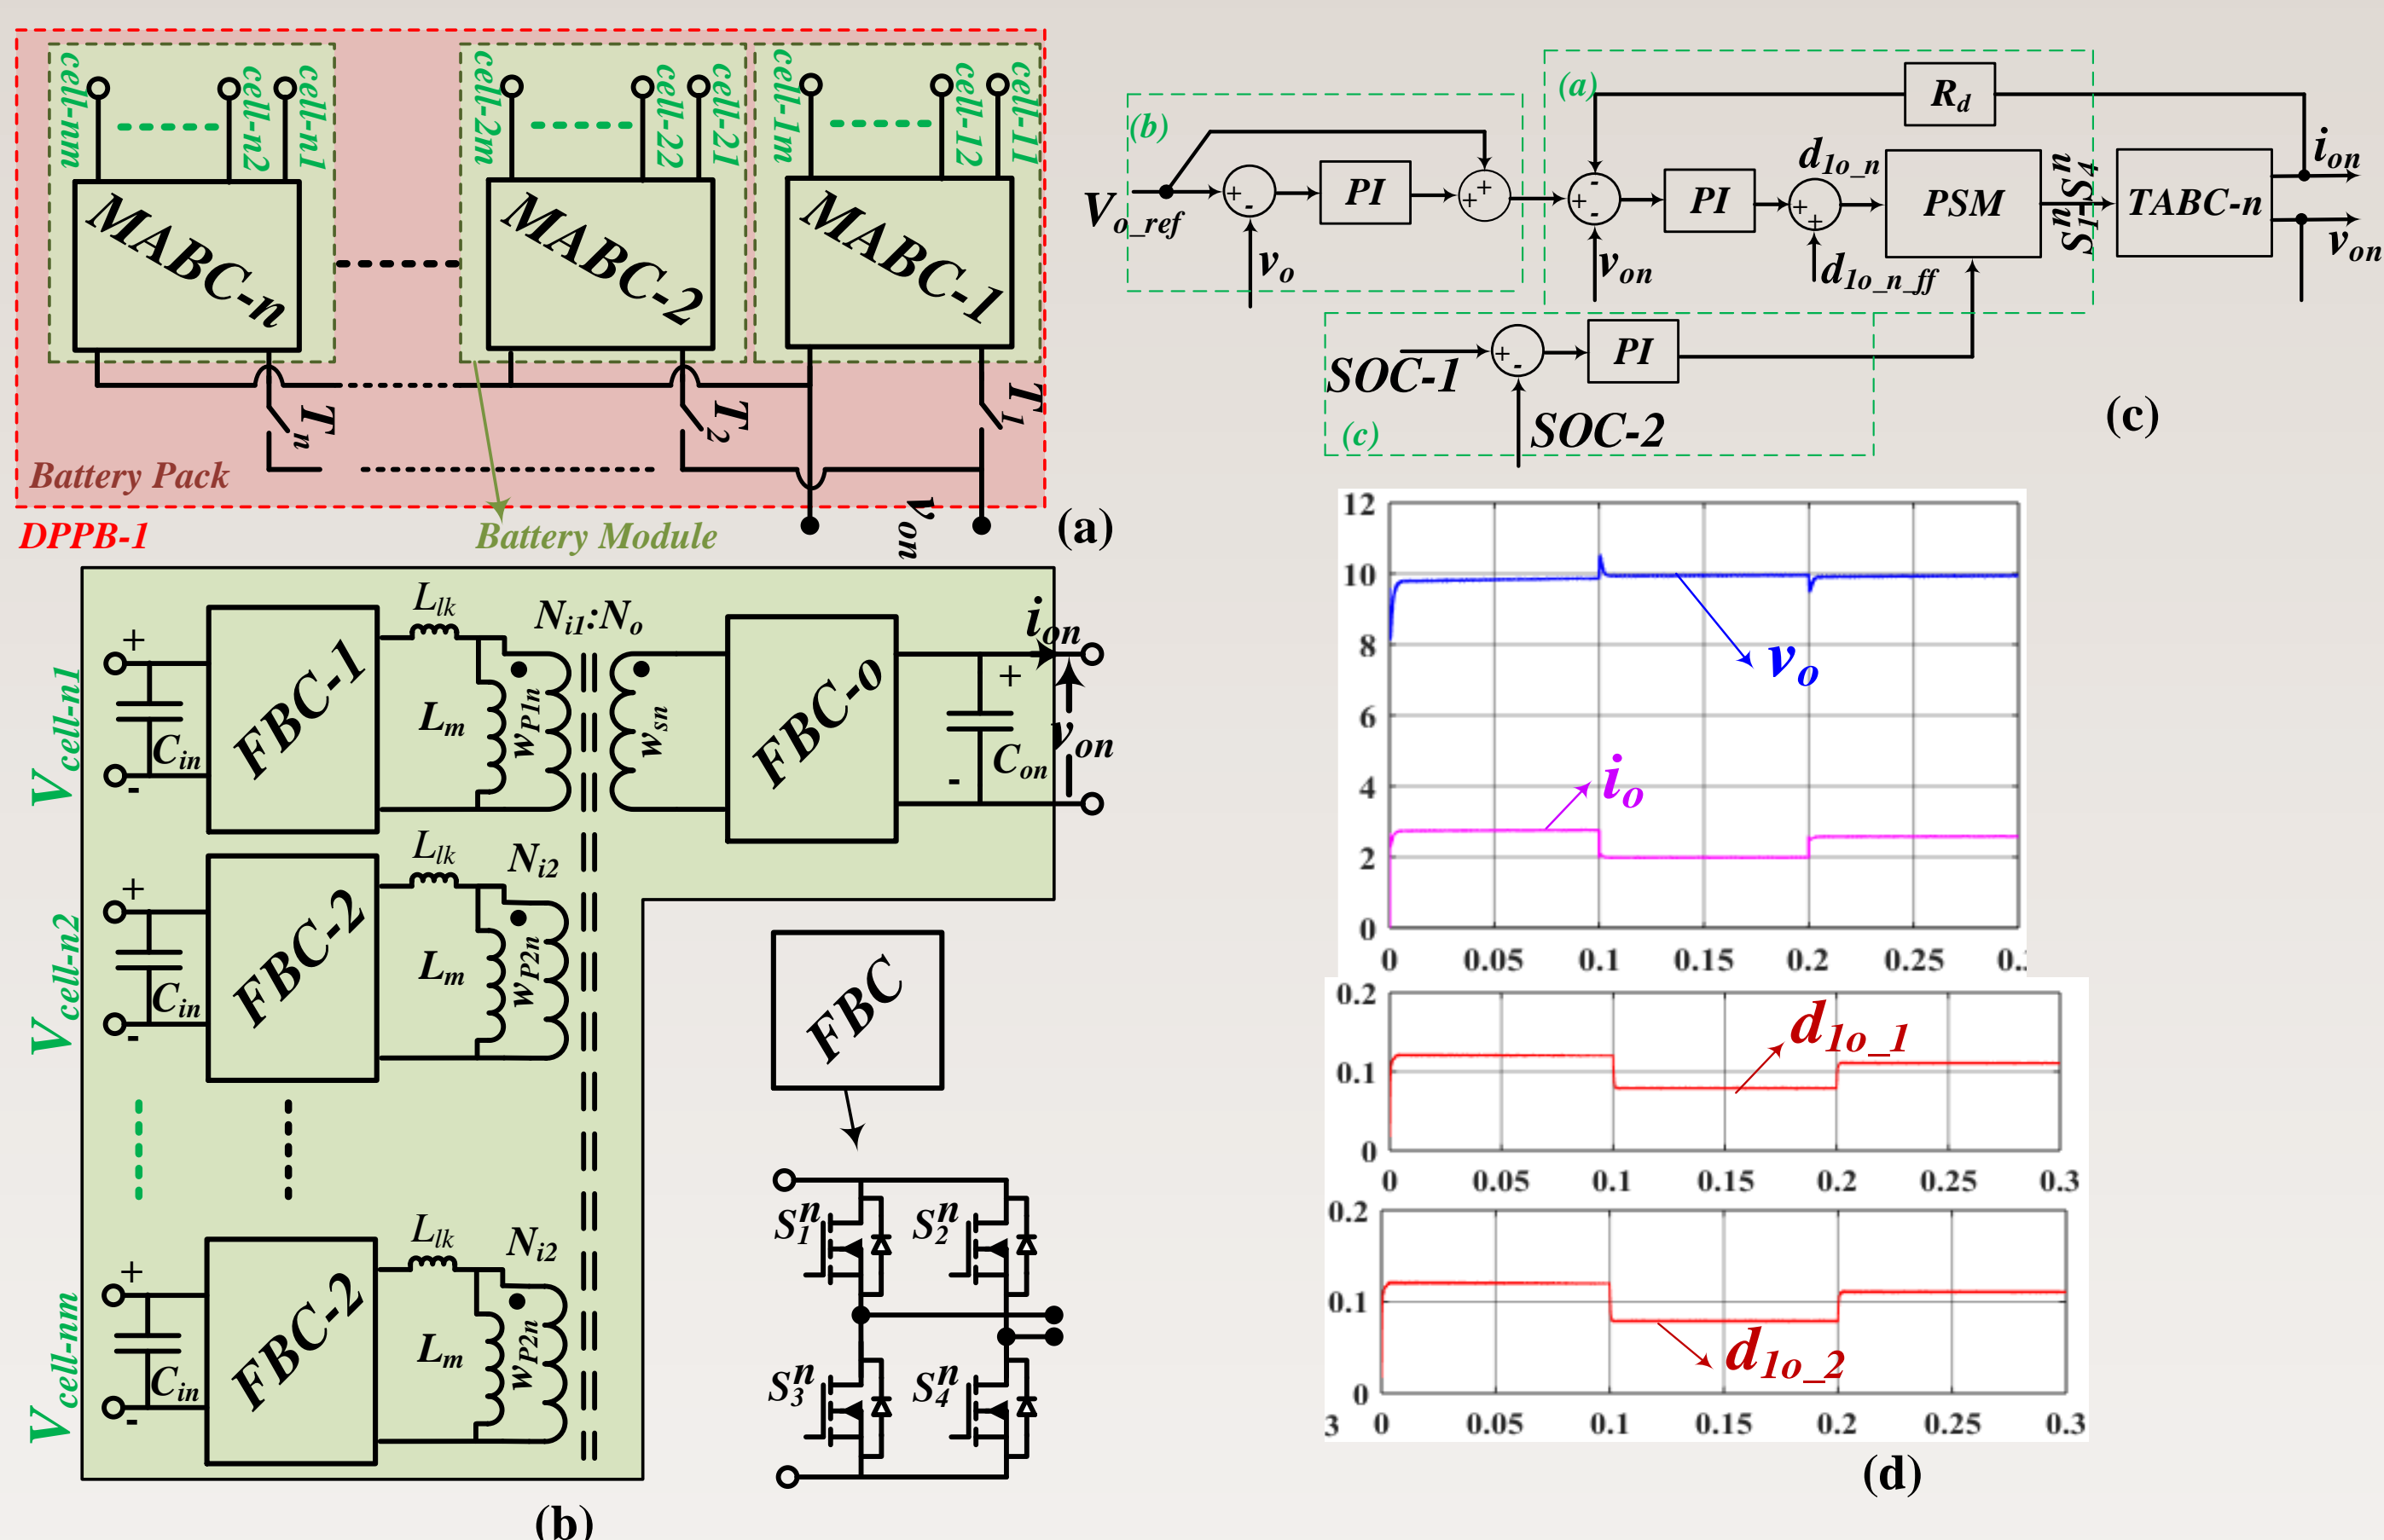 cell-nm
cell-n2
cell-n1
cell-2m
cell-22
cell-21
cell-1m
cell-12
cell-11
MABC-n
MABC-2
MABC-1
Tn
T2
T1
Battery Pack
DPPB-1
Battery Module
von
(a)
(b)
Vo_ref
+
-
vo
PI
+
+
(a)
Rd
-
+
-
von
PI
d1o_n
+
+
d1o_n_ff
PSM
S1n-S4n
TABC-n
ion
von
SOC-1
+
-
SOC-2
PI
(c)
(c)
Vcell-n1
+
-
Cin
FBC-1
Llk
Lm
Ni1:No
wP1n
wsn
FBC-o
+
-
Con
ion
von
Vcell-n2
+
-
Cin
FBC-2
Llk
Lm
Ni2
wP2n
Vcell-nm
+
-
Cin
FBC-2
Llk
Lm
Ni2
wP2n
FBC
S1n
S2n
S3n
S4n
(b)
12
10
8
6
4
2
0
vo
io
0 0.05 0.1 0.15 0.2 0.25 0.
0.2
0.1
0
d1o_1
0 0.05 0.1 0.15 0.2 0.25 0.3
0.2
0.1
0
d1o_2
3 0 0.05 0.1 0.15 0.2 0.25 0.3
(d)